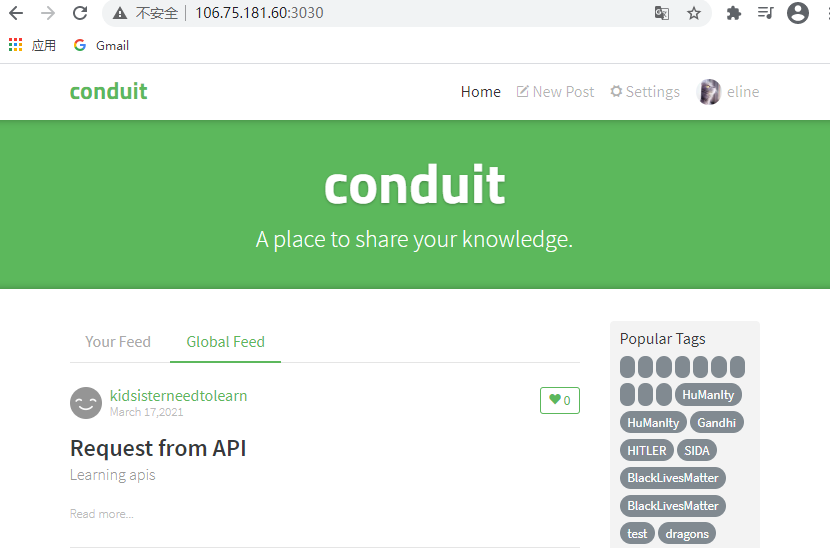 不安全 | 106.75.181.60:3030
应用 Gmail
conduit Home New Post Settings eline
conduit
A place to share your knowledge.
Your Feed Global Feed
kidsisterneedtolearn
March 17,2021
0
Request from API
Learning apis
Read more...
Popular Tags
HuManIty
HuManIty Gandhi
HITLER SIDA
BlackLivesMatter
BlackLivesMatter
test dragons